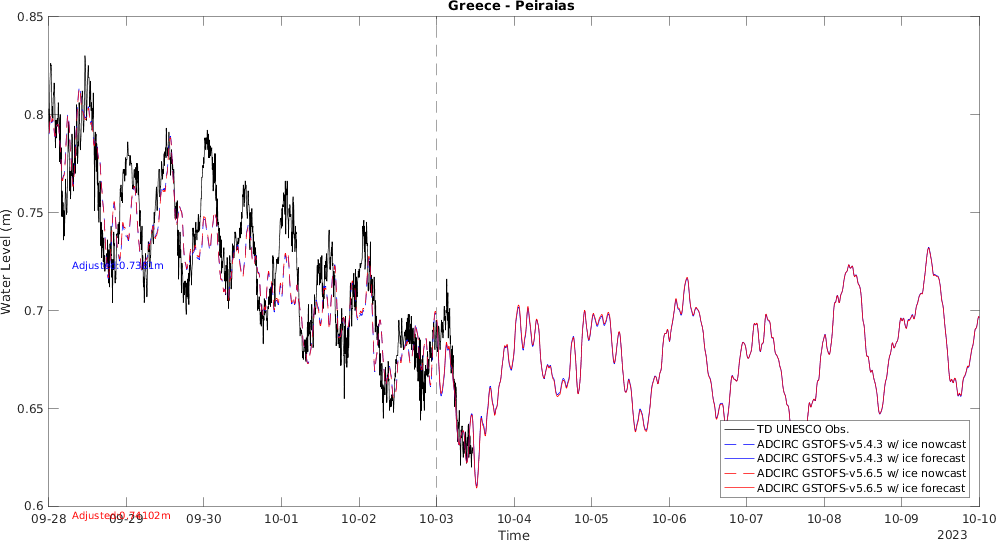 Greece - Peiraias
0.85
0.8
0.75
0.7
0.65
0.6
Water Level (m)
Adjusted
TD UNESCO Obs.
ADCIRC GSTOFS-v5.4.3 w/ ice nowcast
ADCIRC GSTOFS-v5.4.3 w/ ice forecast
ADCIRC GSTOFS-v5.6.5 w/ ice nowcast
ADCIRC GSTOFS-v5.6.5 w/ ice forecast
09-28 09-29 09-30 10-01 10-02 10-03 10-04 10-05 10-06 10-07 10-08 10-09 10-10
Adjusted
Time
2023